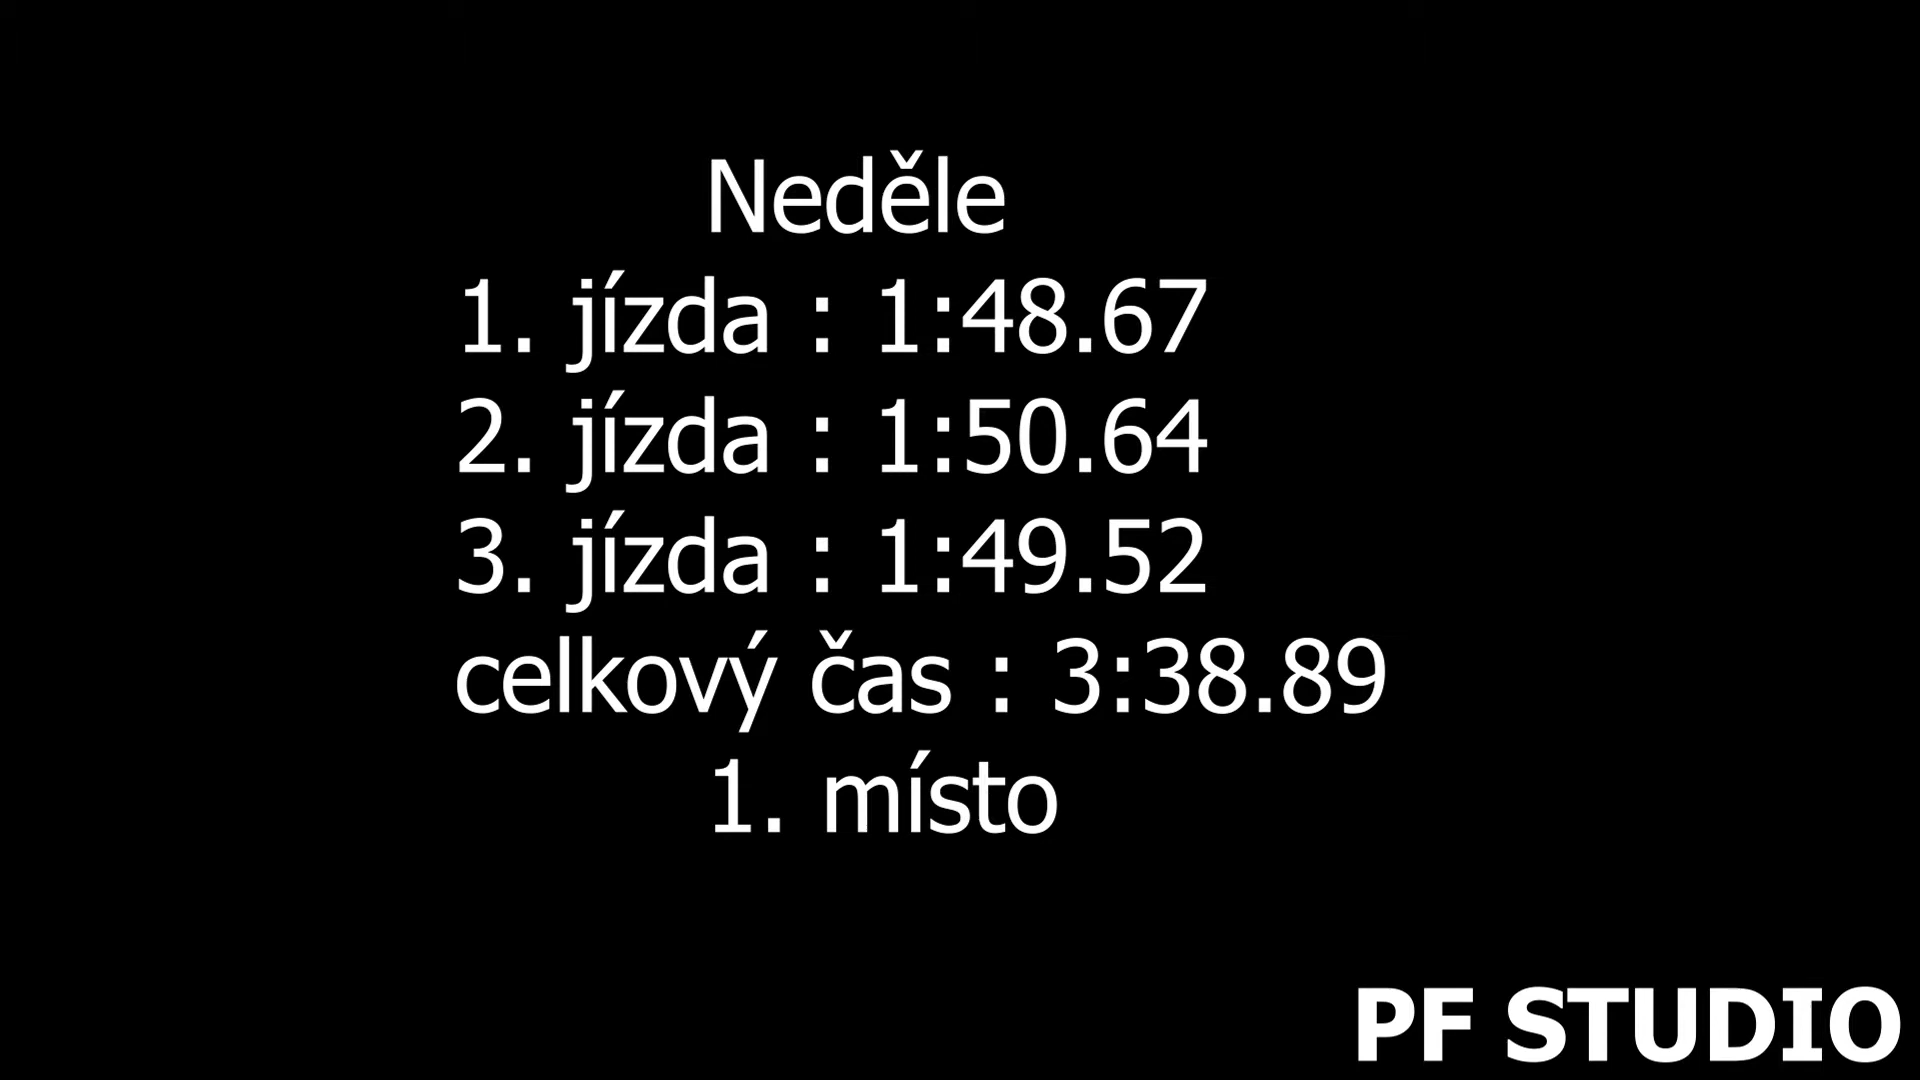 Neděle
1. jízda : 1:48.67
2. jízda : 1:50.64
3. jízda : 1:49.52
celkový čas : 3:38.89
1. místo
PF STUDIO